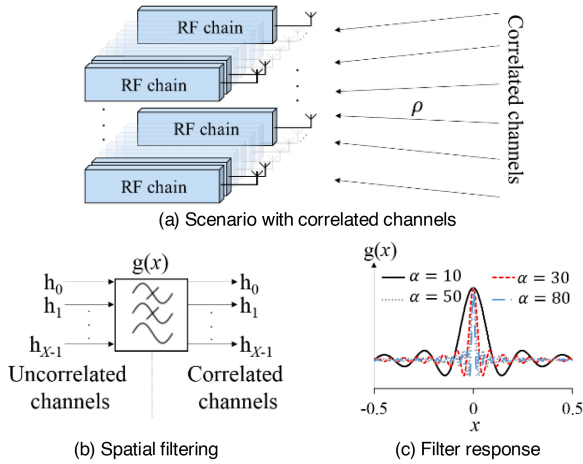 RF chain
RF chain
RF chain
RF chain
ρ
Correlated channels
(a) Scenario with correlated channels
g(x)
h0 h0
h1 h1
hX-1 hX-1
Uncorrelated channels
Correlated channels
(b) Spatial filtering
g(x)
α = 10 α = 30
α = 50 α = 80
-0.5 0 0.5
x
(c) Filter response